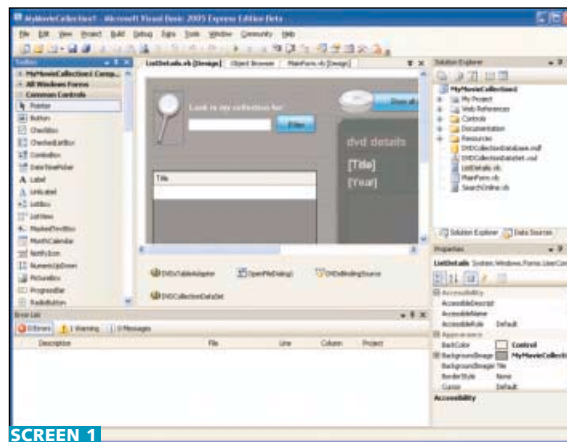 MyMovieCollection1 - Microsoft Visual Basic 2005 Express Edition Beta
File Edit View Project Build Debug Data Tools Window Community Help
Toolbox
MyMovieCollection1 Comp...
All Windows Forms
Common Controls
Pointer
Button
CheckBox
CheckedListBox
ComboBox
DateTimePicker
Label
LinkLabel
ListBox
ListView
MaskedTextBox
MonthCalendar
NotifyIcon
NumericUpDown
PictureBox
ProgressBar
RadioButton
ListDetails.vb [Design] Object Browser MainForm.vb [Design]
Look in my collection for:
Filter
Show all
Title
dvd details
[Title]
[Year]
DVDsTableAdapter OpenFileDialog1 DVDsBindingSource
DVDCollectionDataSet
Solution Explorer
MyMovieCollection1
My Project
Web References
Controls
Documentation
Resources
DVDCollectionDatabase.mdf
DVDCollectionDataSet.xsd
ListDetails.vb
MainForm.vb
SearchOnline.vb
Solution Explorer Data Sources
Properties
ListDetails System.Windows.Forms.UserCon
Accessibility
AccessibleDescript
AccessibleName
AccessibleRole Default
Appearance
BackColor Control
BackgroundImage MyMovieCollecti
BackgroundImageI Tile
BorderStyle None
Cursor Default
Accessibility
Error List
0 Errors 1 Warning 0 Messages
Description File Line Column Project
SCREEN 1